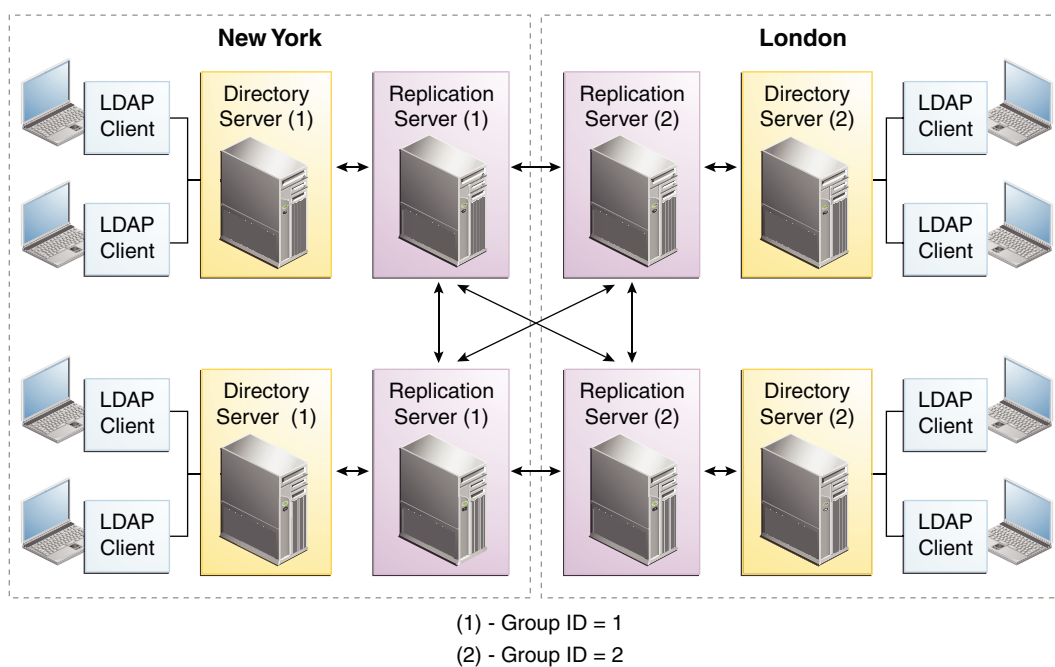 New York
London
LDAP
Client
Directory
Server (1)
Replication
Server (1)
Replication
Server (2)
Directory
Server (2)
LDAP
Client
LDAP
Client
LDAP
Client
LDAP
Client
Directory
Server (1)
Replication
Server (1)
Replication
Server (2)
Directory
Server (2)
LDAP
Client
LDAP
Client
LDAP
Client
(1) - Group ID = 1
(2) - Group ID = 2